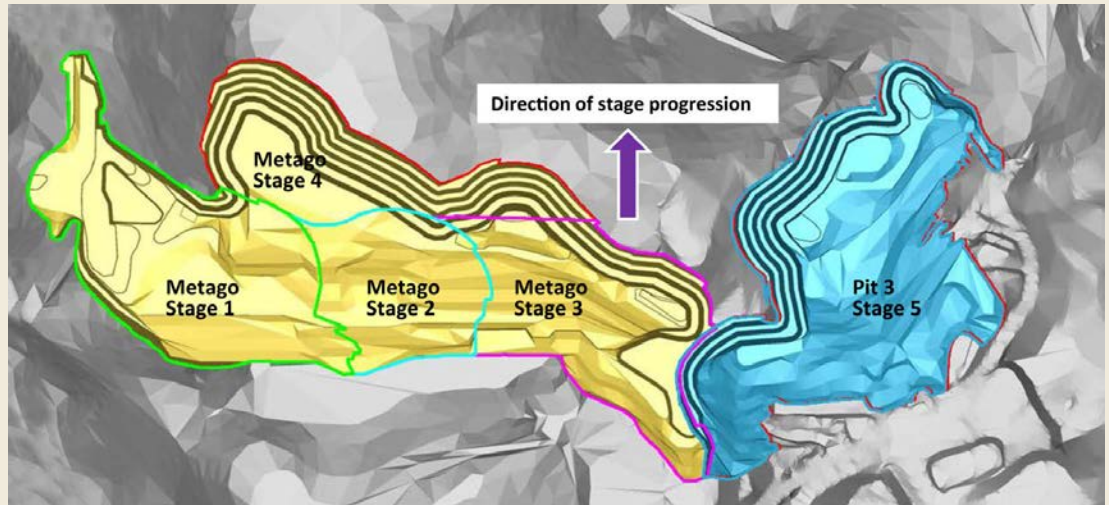 Direction of stage progression
Metago
Stage 4
Metago
Stage 1
Metago
Stage 2
Metago
Stage 3
Pit 3
Stage 5